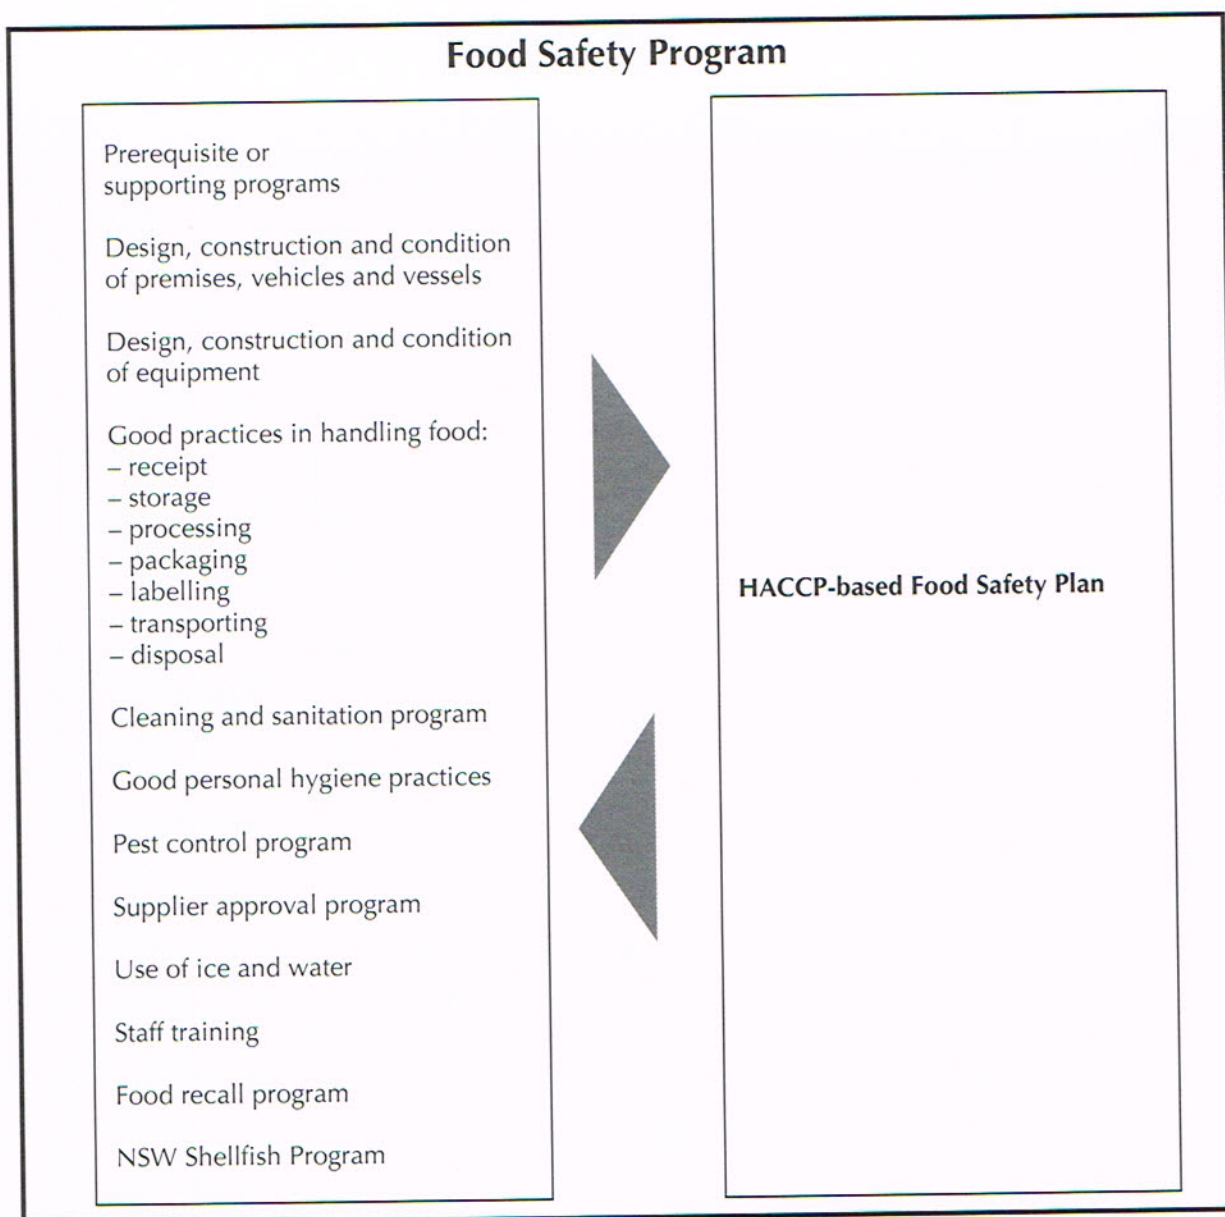 Food Safety Program
Prerequisite or
supporting programs
Design, construction and condition
of premises, vehicles and vessels
Design, construction and condition
of equipment
Good practices in handling food:
– receipt
– storage
– processing
– packaging
– labelling
– transporting
– disposal
Cleaning and sanitation program
Good personal hygiene practices
Pest control program
Supplier approval program
Use of ice and water
Staff training
Food recall program
NSW Shellfish Program
HACCP-based Food Safety Plan